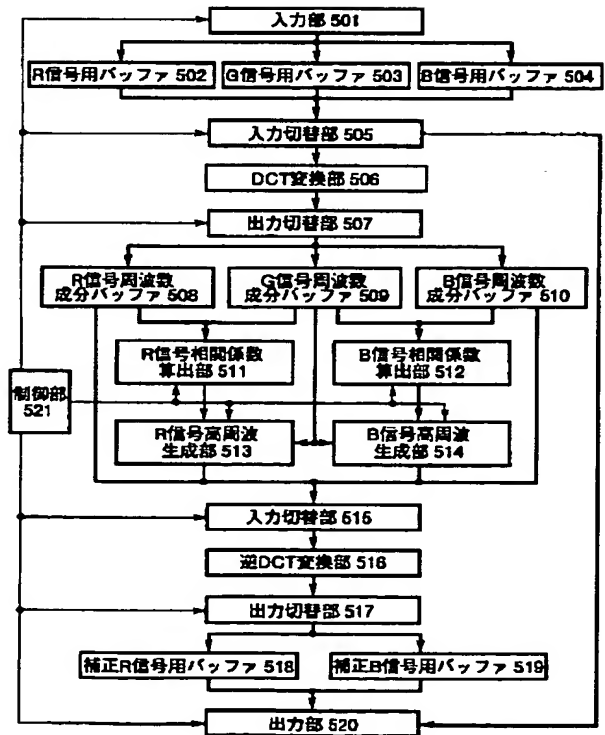 入力部 501
R信号用バッファ 502
G信号用バッファ 503
B信号用バッファ 504
入力切替部 505
DCT変換部 506
出力切替部 507
R信号周波数
成分バッファ 508
G信号周波数
成分バッファ 509
B信号周波数
成分バッファ 510
R信号相関係数
算出部 511
B信号相関係数
算出部 512
制御部
521
R信号高周波
生成部 513
B信号高周波
生成部 514
入力切替部 515
逆DCT変換部 516
出力切替部 517
補正R信号用バッファ 518
補正B信号用バッファ 519
出力部 520